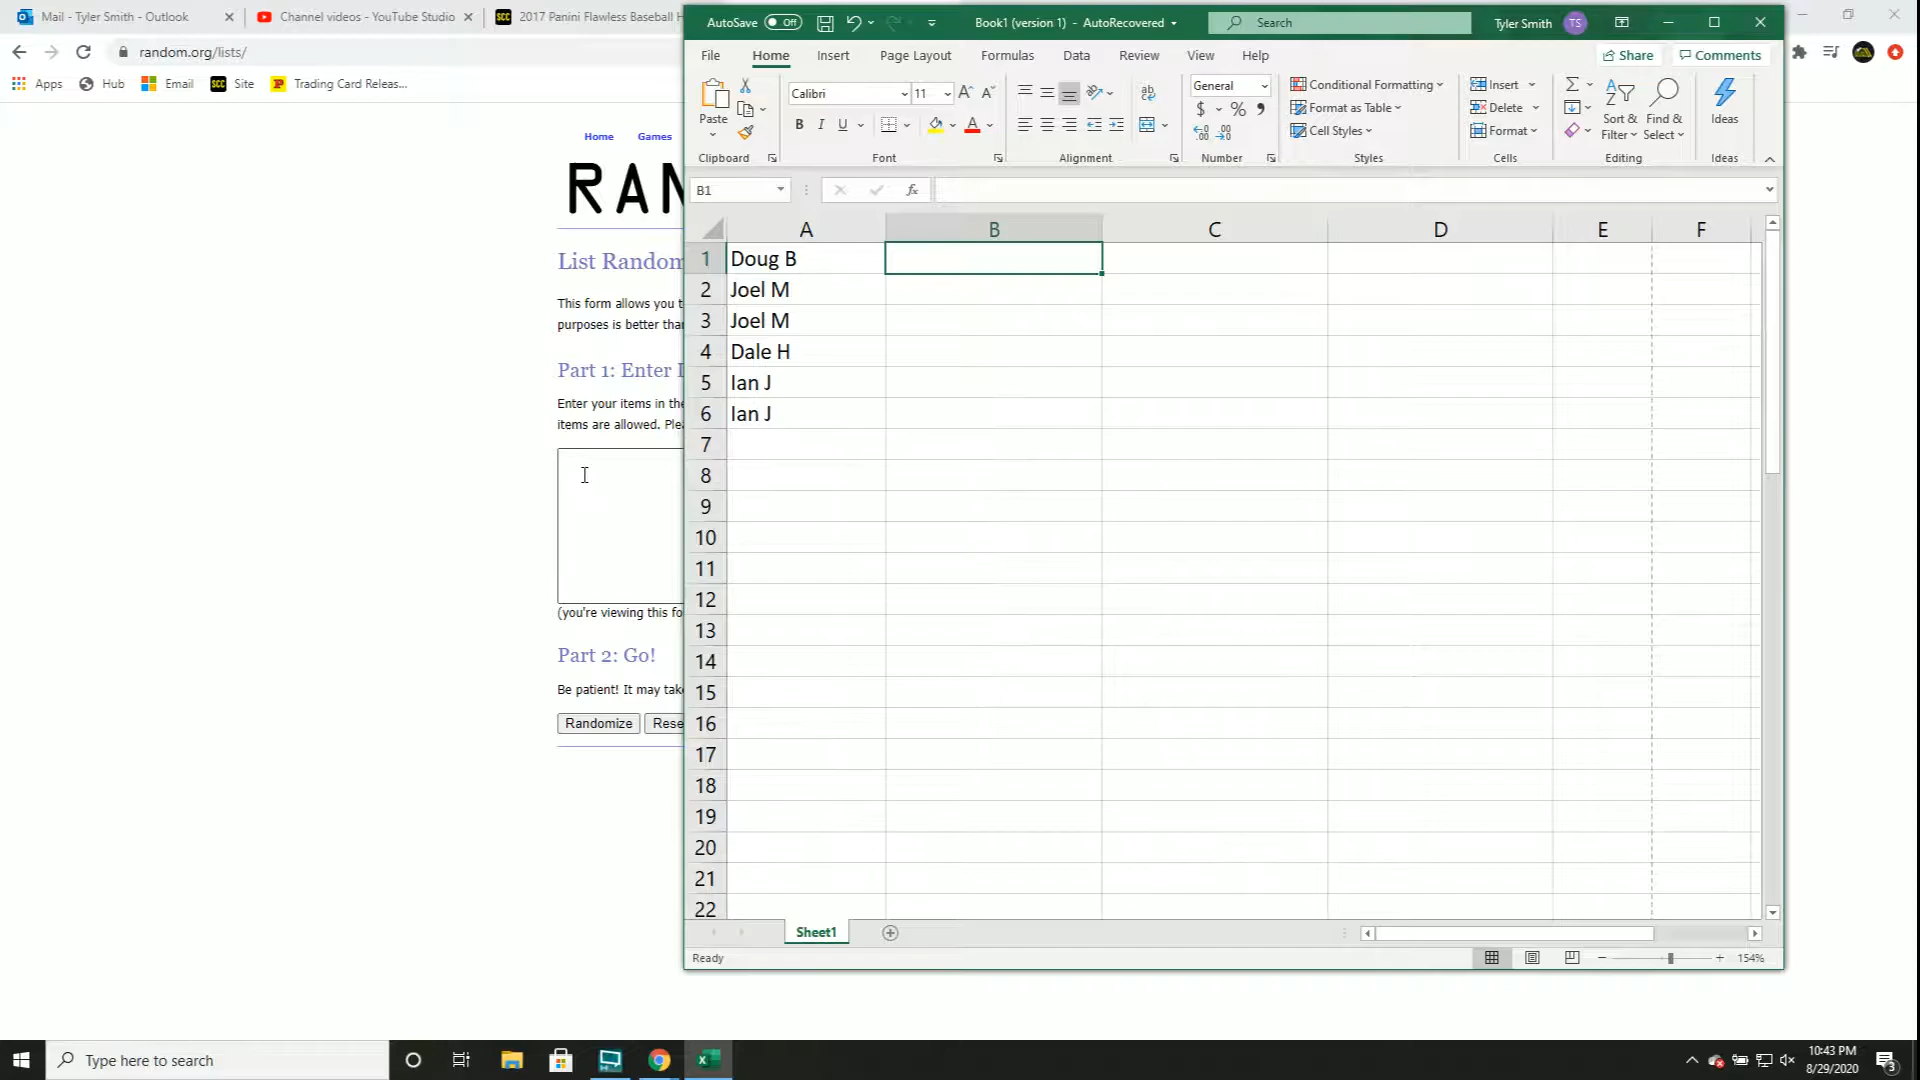 Mail - Tyler Smith - Outlook
Channel videos - YouTube Studio
2017 Panini Flawless Baseball H
random.org/lists/
Apps Hub Email Site Trading Card Releas...
Home Games
RAN
List Random
This form allows you t
purposes is better tha
Part 1: Enter I
Enter your items in the
items are allowed. Plea
(you're viewing this fo
Part 2: Go!
Be patient! It may take
Randomize Rese
AutoSave Off Book1 (version 1) - AutoRecovered Search Tyler Smith TS
File Home Insert Page Layout Formulas Data Review View Help Share Comments
Paste
Clipboard
Calibri 11
B I U
Font
ab
Alignment
General
$ % 9
Number
Conditional Formatting
Format as Table
Cell Styles
Styles
Insert
Delete
Format
Cells
Sort & Filter
Find & Select
Editing
Ideas
Ideas
B1 fx
A B C D E F
1 Doug B
2 Joel M
3 Joel M
4 Dale H
5 Ian J
6 Ian J
7
8
9
10
11
12
13
14
15
16
17
18
19
20
21
22
Sheet1
Ready 154%
Type here to search
10:43 PM
8/29/2020
3